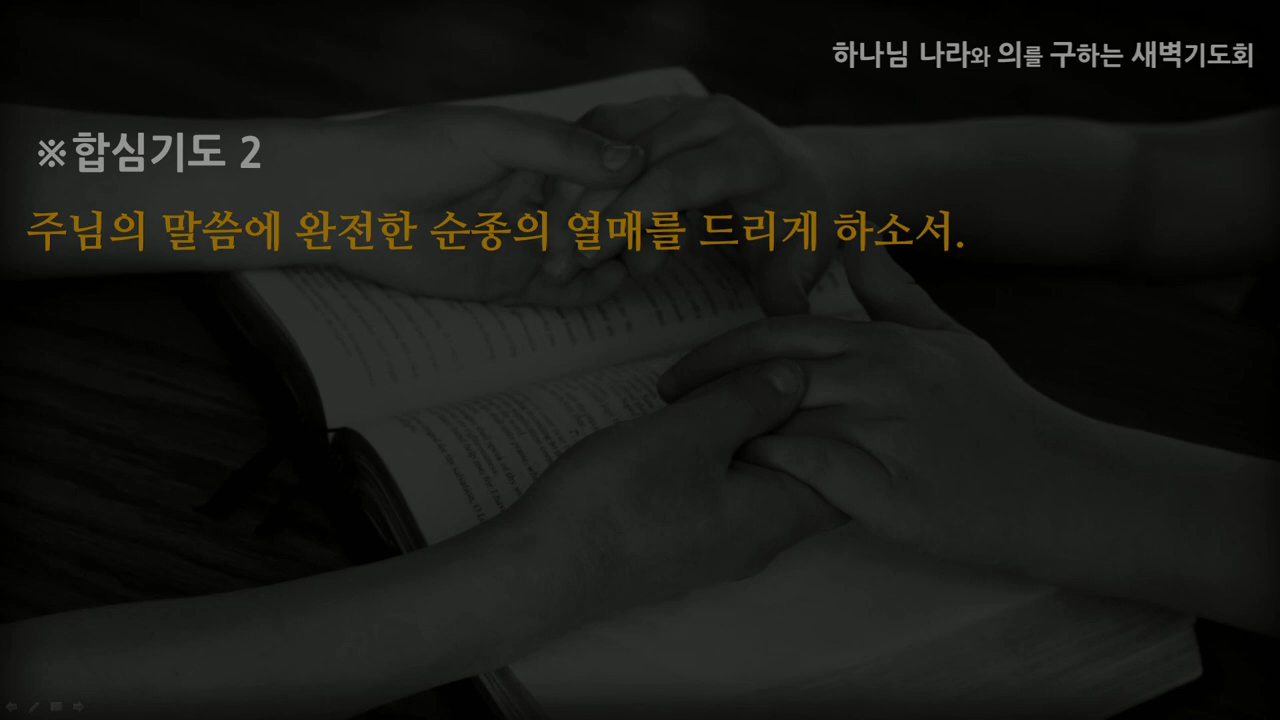 하나님 나라와 의를 구하는 새벽기도회
※합심기도 2
주님의 말씀에 완전한 순종의 열매를 드리게 하소서.